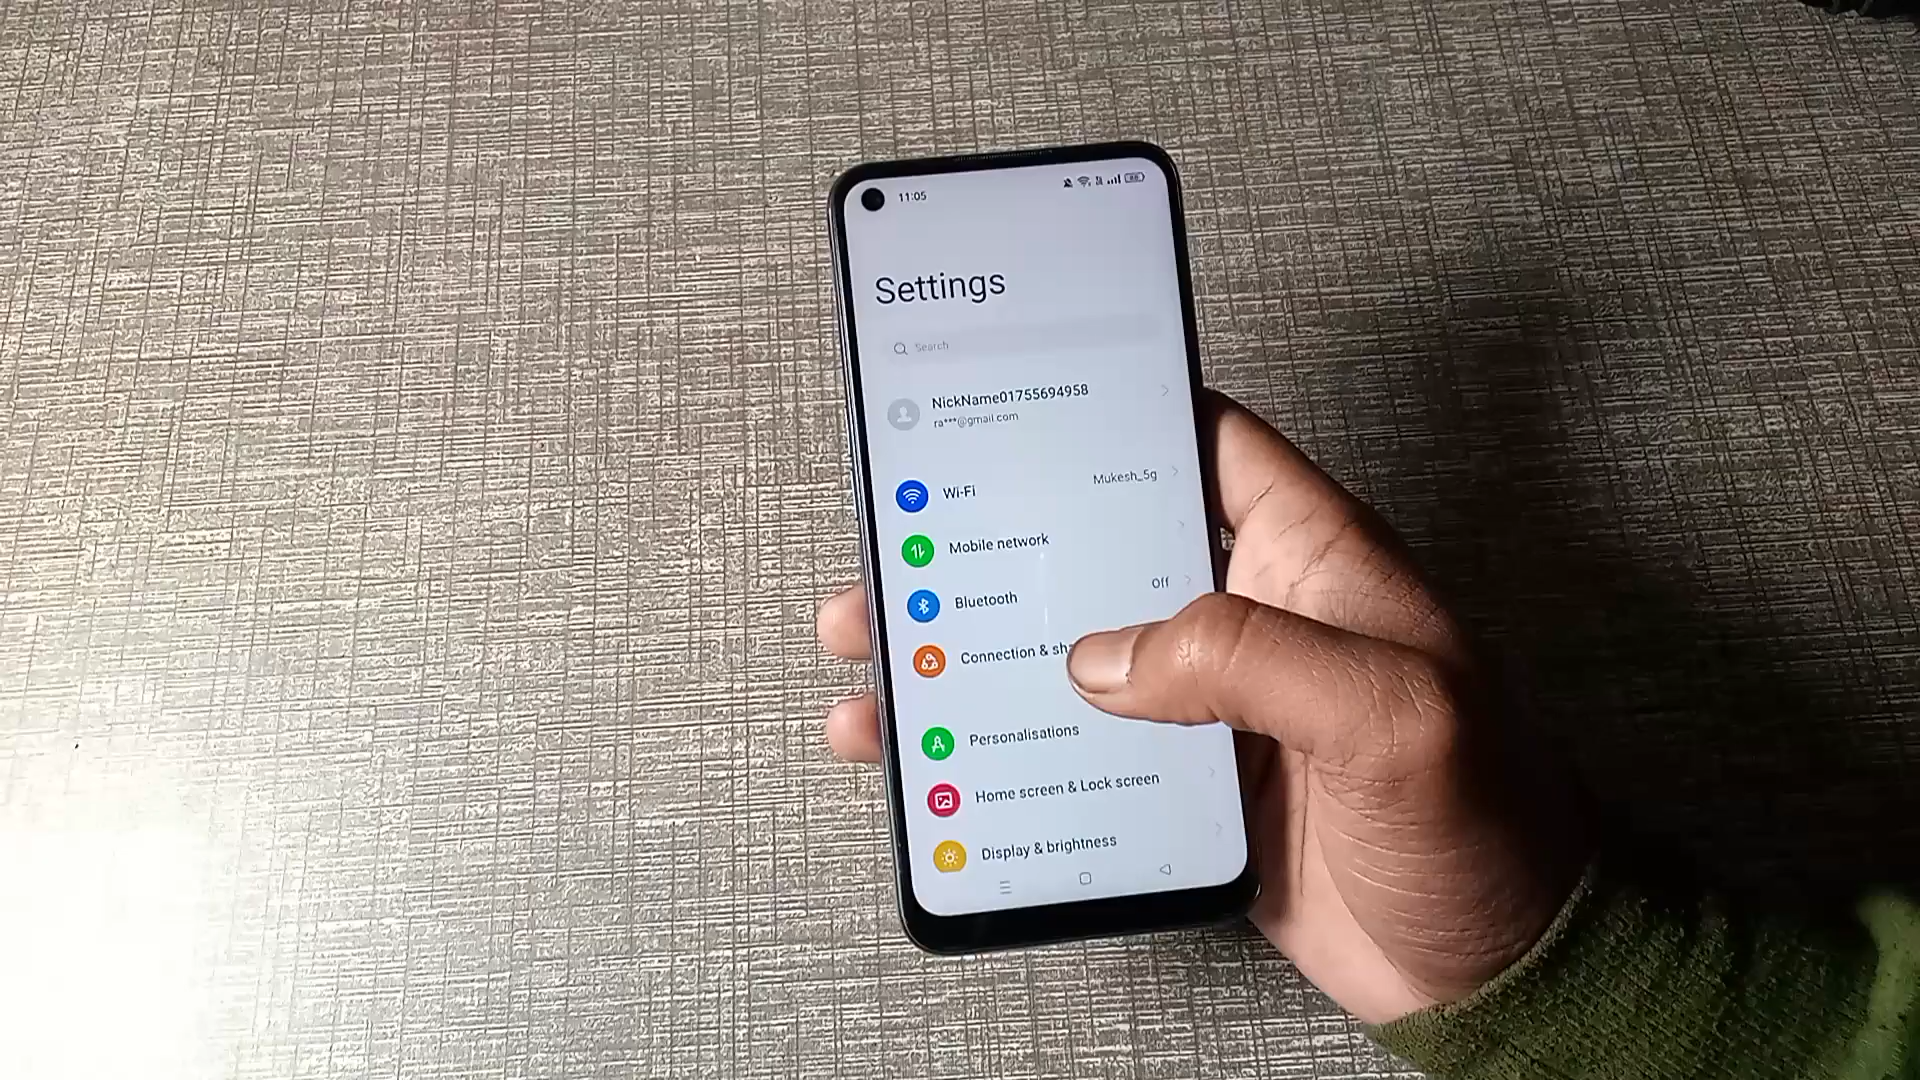 11:05
Settings
Search
NickName01755694958
ra***@gmail.com
Wi-Fi
Mukesh_5g
Mobile network
Bluetooth
Off
Connection & sh
Personalisations
Home screen & Lock screen
Display & brightness